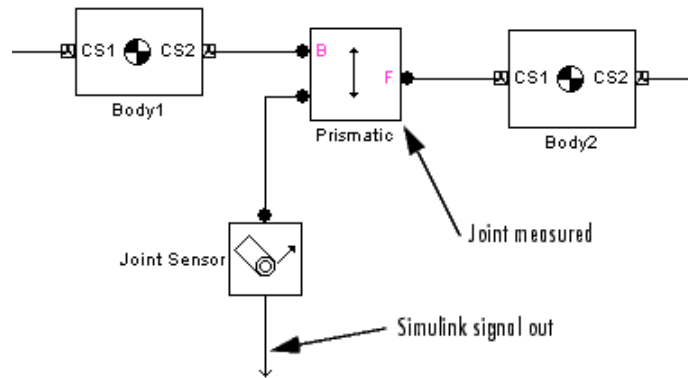 CS1 CS2
B
F
CS1 CS2
Body1
Prismatic
Body2
Joint measured
Joint Sensor
Simulink signal out